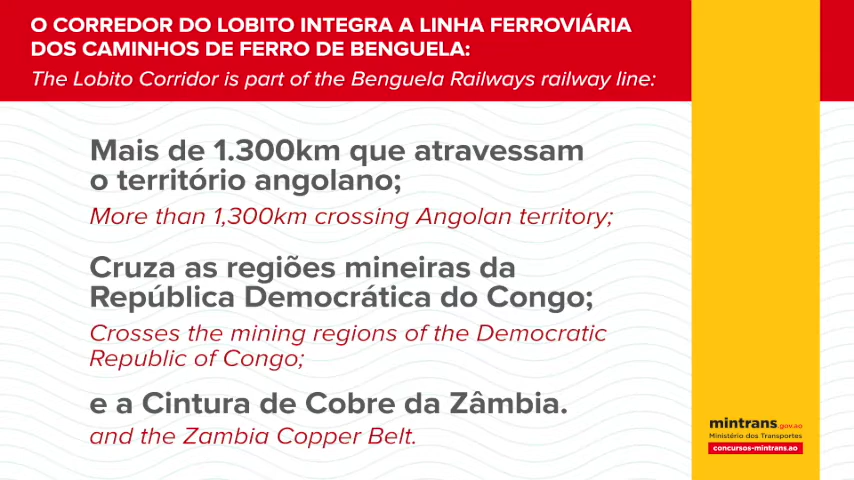 O CORREDOR DO LOBITO INTEGRA A LINHA FERROVIÁRIA
DOS CAMINHOS DE FERRO DE BENGUELA:
The Lobito Corridor is part of the Benguela Railways railway line:
Mais de 1.300km que atravessam
o território angolano;
More than 1,300km crossing Angolan territory;
Cruza as regiões mineiras da
República Democrática do Congo;
Crosses the mining regions of the Democratic
Republic of Congo;
e a Cintura de Cobre da Zâmbia.
and the Zambia Copper Belt.
mintrans.gov.ao
Ministério dos Transportes
concursos-mintrans.ao